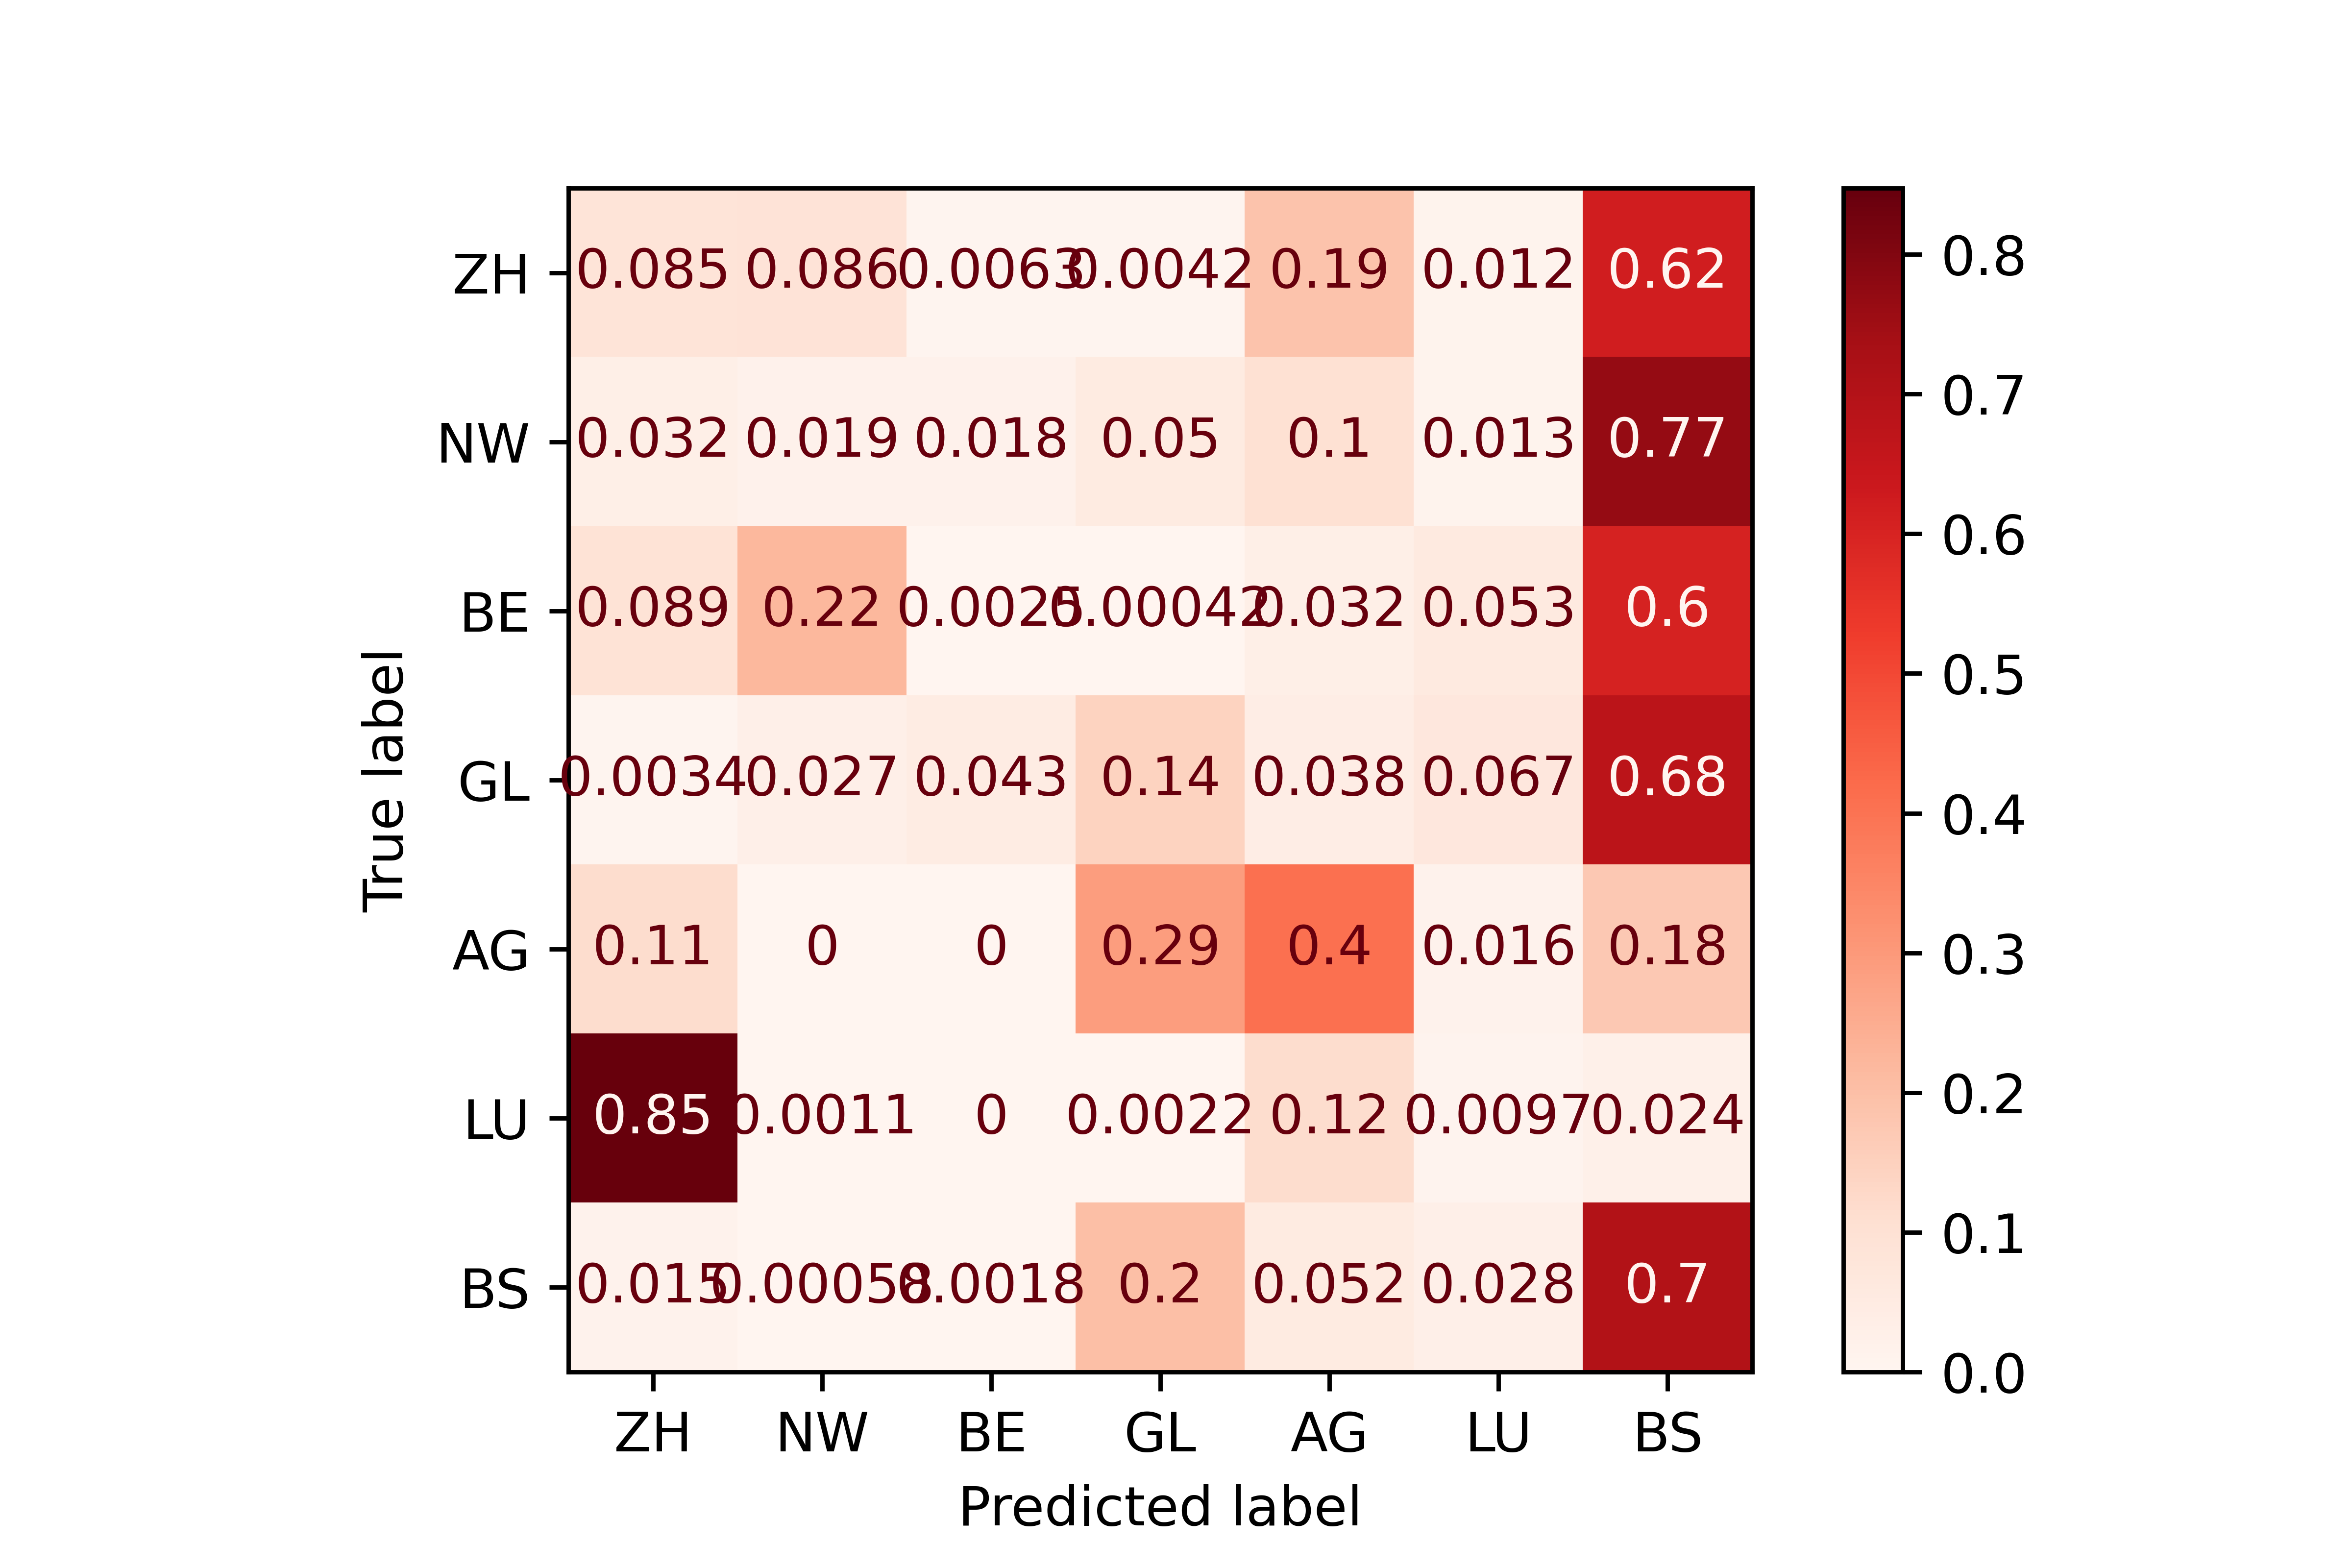 ZH 0.085 0.086 0.0063 0.0042 0.19 0.012 0.62
NW 0.032 0.019 0.018 0.05 0.1 0.013 0.77
BE 0.089 0.22 0.0025 0.00042 0.032 0.053 0.6
GL 0.0034 0.027 0.043 0.14 0.038 0.067 0.68
AG 0.11 0 0 0.29 0.4 0.016 0.18
LU 0.85 0.0011 0 0.0022 0.12 0.0097 0.024
BS 0.015 0.00058 0.0018 0.2 0.052 0.028 0.7
ZH NW BE GL AG LU BS
Predicted label
True label
0.8
0.7
0.6
0.5
0.4
0.3
0.2
0.1
0.0